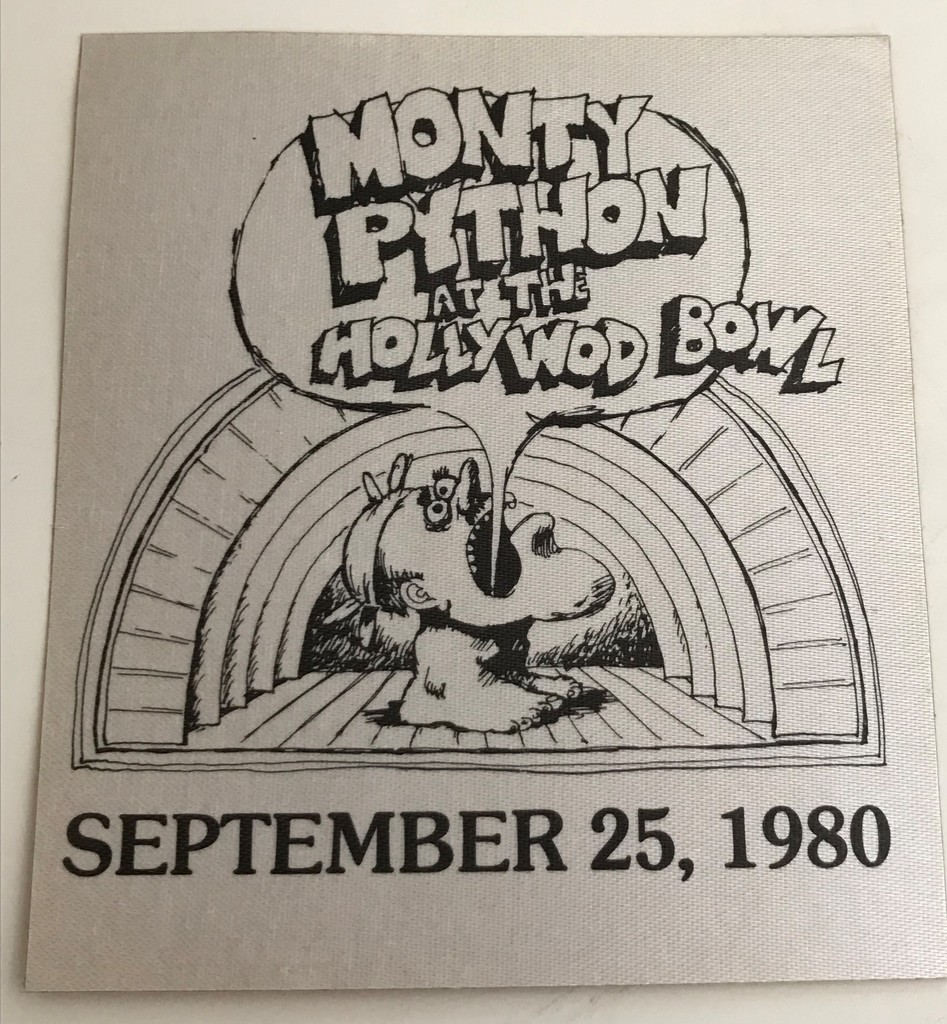 MONTY
PYTHON
AT THE
HOLLYWOD BOWL
SEPTEMBER 25, 1980